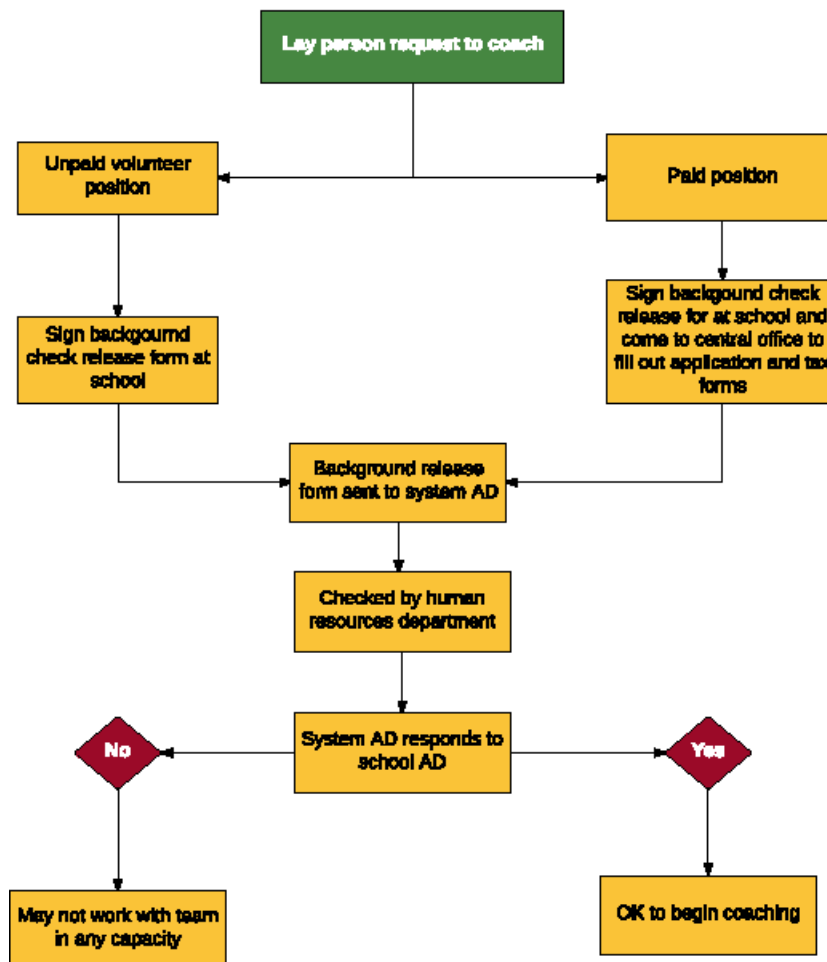 Lay person request to coach
Unpaid volunteer
position
Paid position
Sign backgournd
check release form at
school
Sign backgound check
release for at school and
come to central office to
fill out application and tax
forms
Background release
form sent to system AD
Checked by human
resources department
System AD responds to
school AD
No
Yes
May not work with team
in any capacity
OK to begin coaching